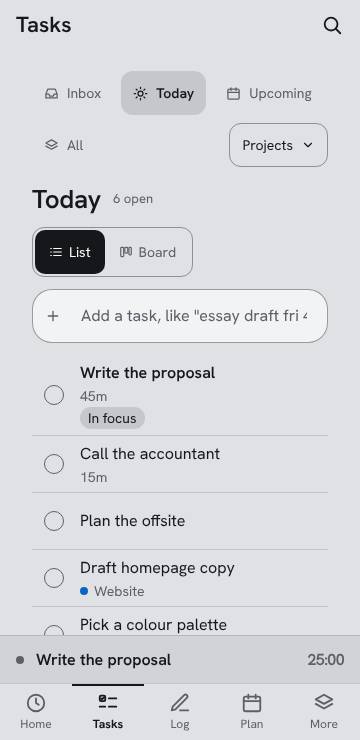 Tasks
Inbox
Today
Upcoming
All
Projects
Today 6 open
List
Board
Add a task, like "essay draft fri
Write the proposal
45m
In focus
Call the accountant
15m
Plan the offsite
Draft homepage copy
Website
Pick a colour palette
Write the proposal 25:00
Home
Tasks
Log
Plan
More